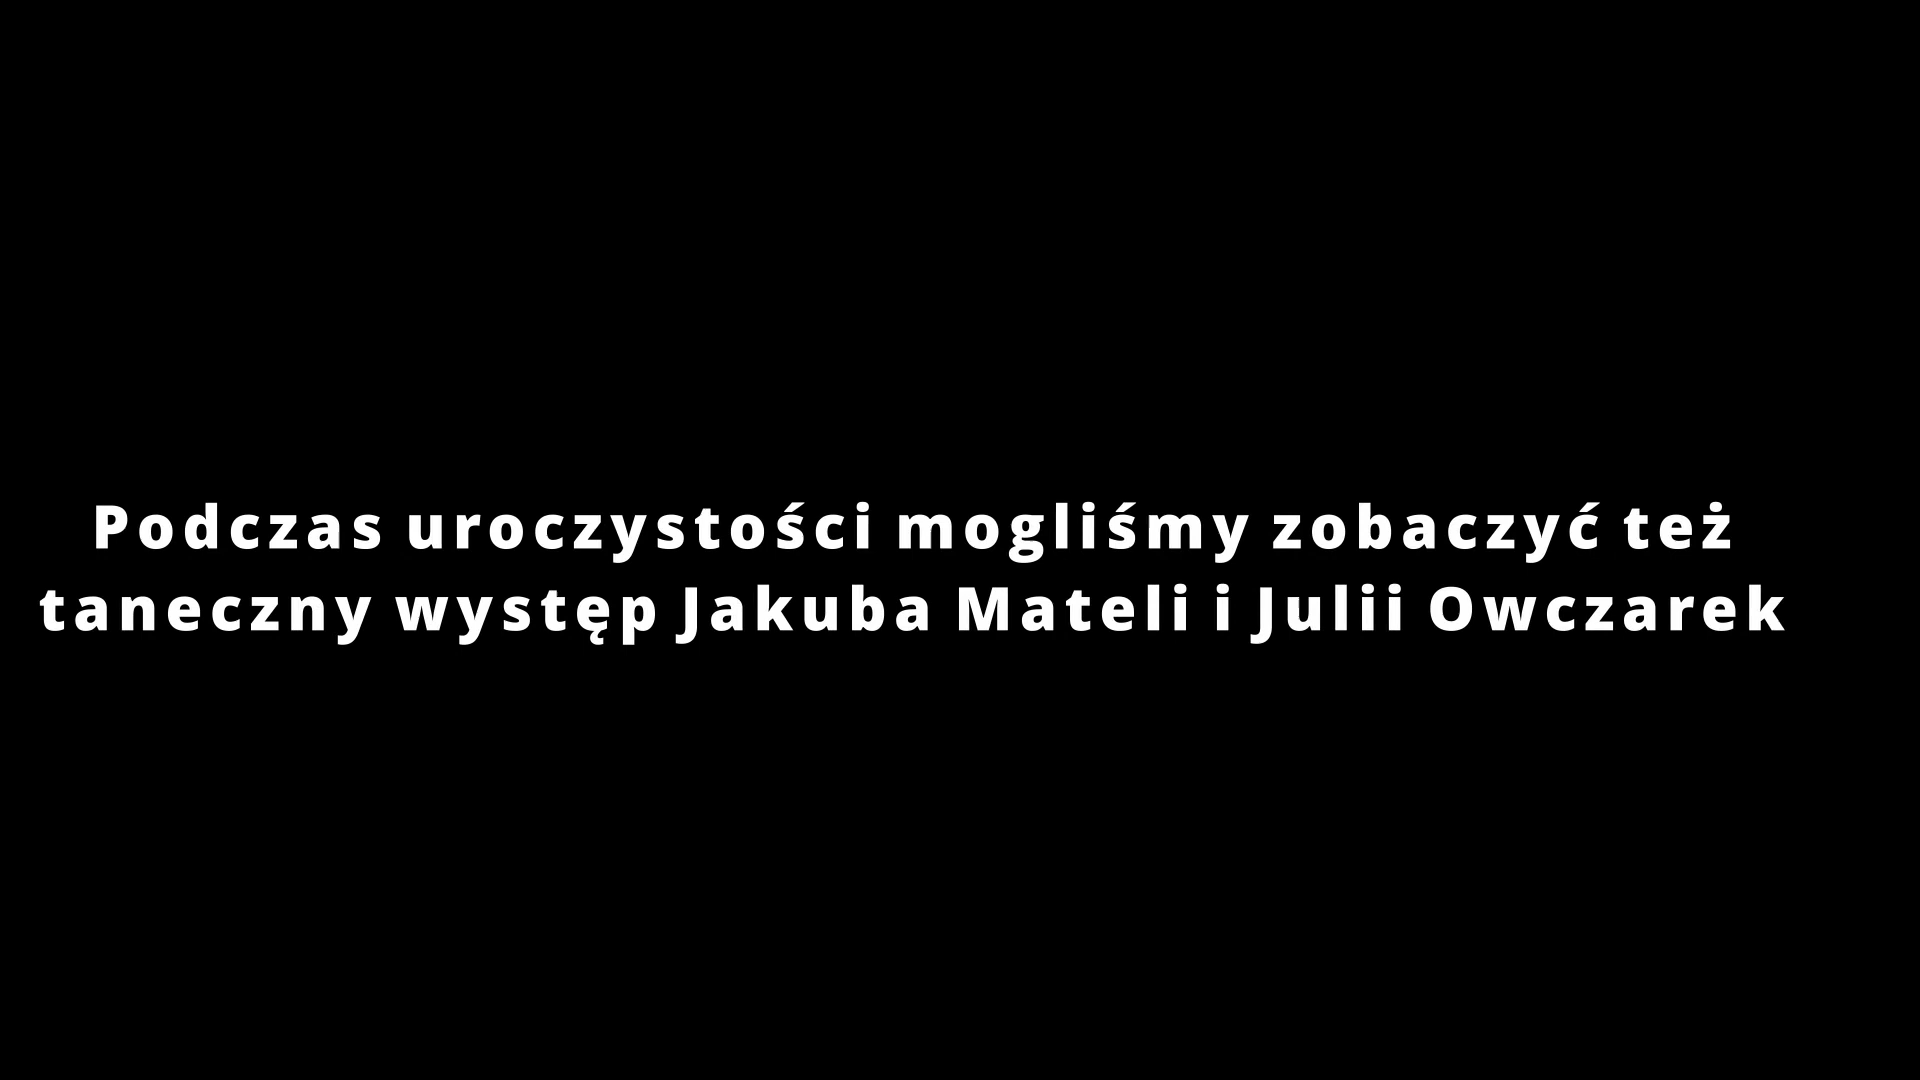 Podczas uroczystości mogliśmy zobaczyć też
taneczny występ Jakuba Mateli i Julii Owczarek